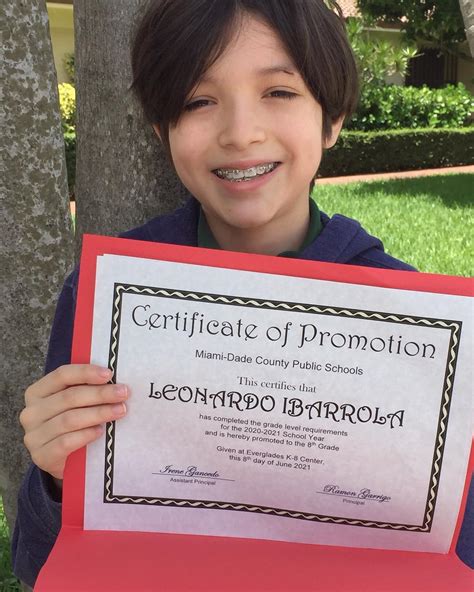 Certificate of Promotion
Miami-Dade County Public Schools
This certifies that
LEONARDO IBARROLA
has completed the grade level requirements
for the 2020-2021 School Year
and is hereby promoted to the 8th Grade
Given at Everglades K-8 Center,
this 8th day of June 2021
Irene Gancedo
Assistant Principal
Ramon Garrigo
Principal